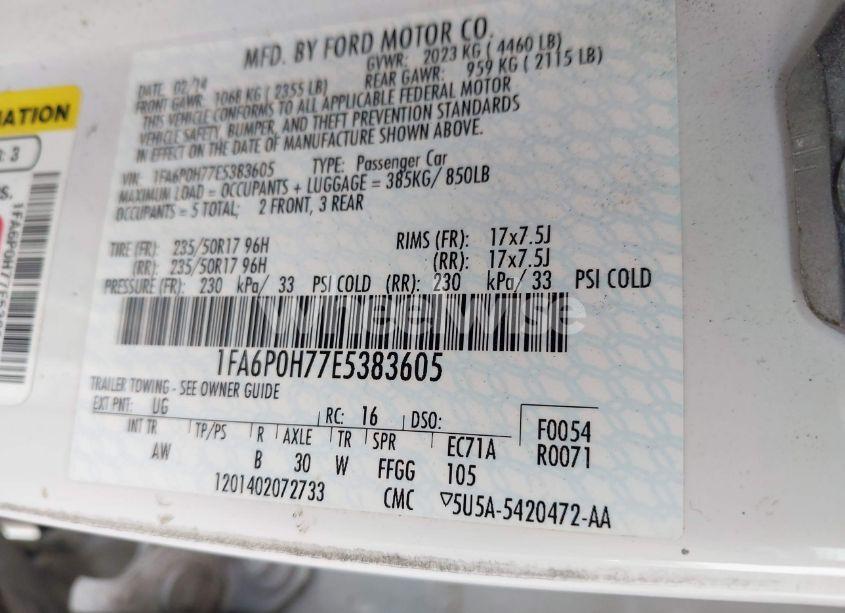 MFD. BY FORD MOTOR CO.
DATE: 02/14 GVWR: 2023 KG ( 4460 LB)
FRONT GAWR: 1068 KG ( 2355 LB) REAR GAWR: 959 KG ( 2115 LB)
THIS VEHICLE CONFORMS TO ALL APPLICABLE FEDERAL MOTOR
VEHICLE SAFETY, BUMPER, AND THEFT PREVENTION STANDARDS
IN EFFECT ON THE DATE OF MANUFACTURE SHOWN ABOVE.
VIN: 1FA6P0H77E5383605 TYPE: Passenger Car
MAXIMUM LOAD = OCCUPANTS + LUGGAGE = 385KG/ 850LB
OCCUPANTS = 5 TOTAL; 2 FRONT, 3 REAR
TIRE (FR): 235/50R17 96H RIMS (FR): 17x7.5J
(RR): 235/50R17 96H (RR): 17x7.5J
PRESSURE (FR): 230 kPa/ 33 PSI COLD (RR): 230 kPa/ 33 PSI COLD
WheelWise
1FA6P0H77E5383605
TRAILER TOWING - SEE OWNER GUIDE
EXT PNT: UG RC: 16 DSO: F0054
INT TR TP/PS R AXLE TR SPR EC71A R0071
AW B 30 W FFGG 105
1201402072733 CMC 5U5A-5420472-AA
MATION
: 3